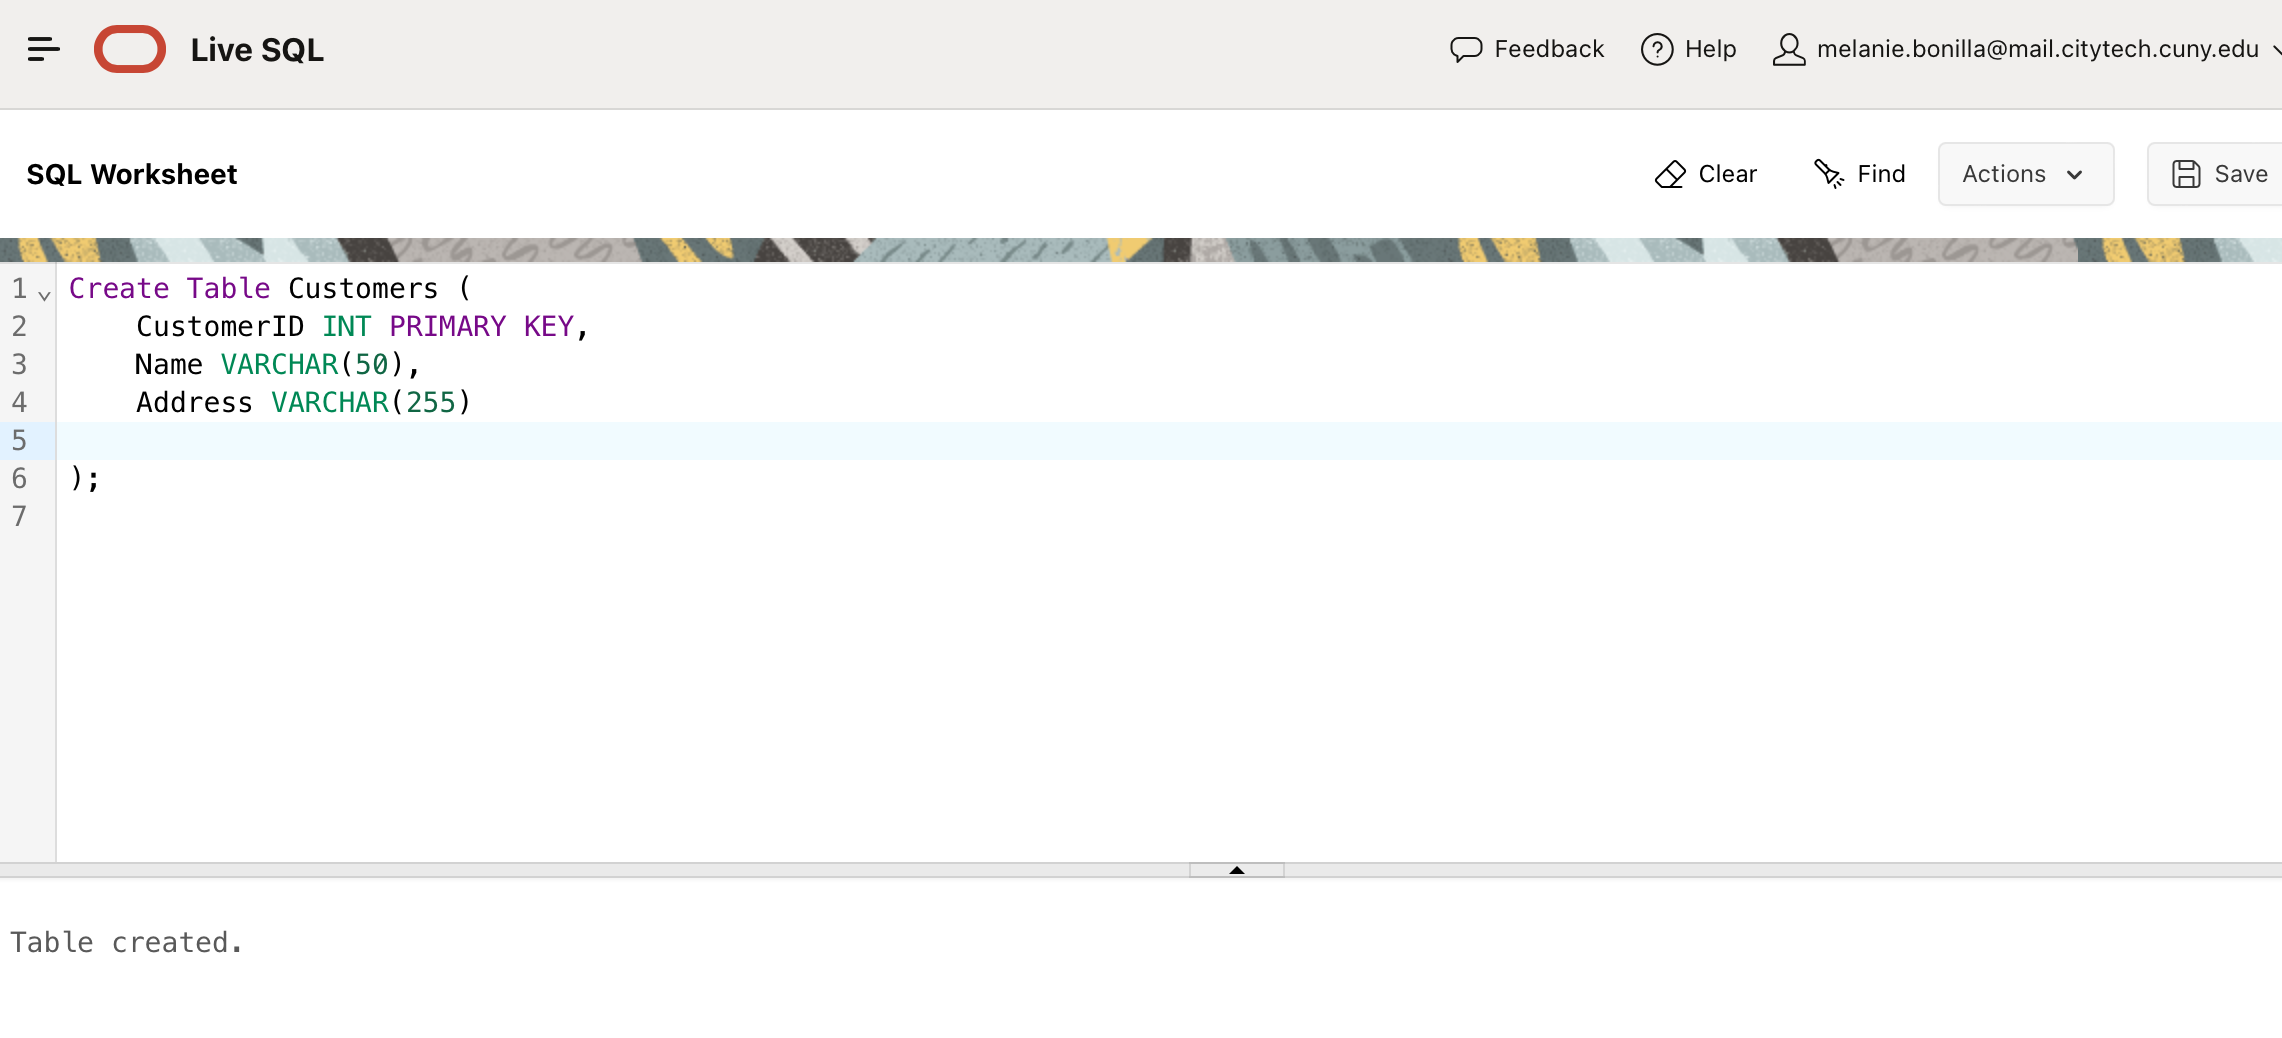 Live SQL
Feedback
Help
melanie.bonilla@mail.citytech.cuny.edu
SQL Worksheet
Clear
Find
Actions
Save
1 Create Table Customers (
2     CustomerID INT PRIMARY KEY,
3     Name VARCHAR(50),
4     Address VARCHAR(255)
5
6 );
7
Table created.